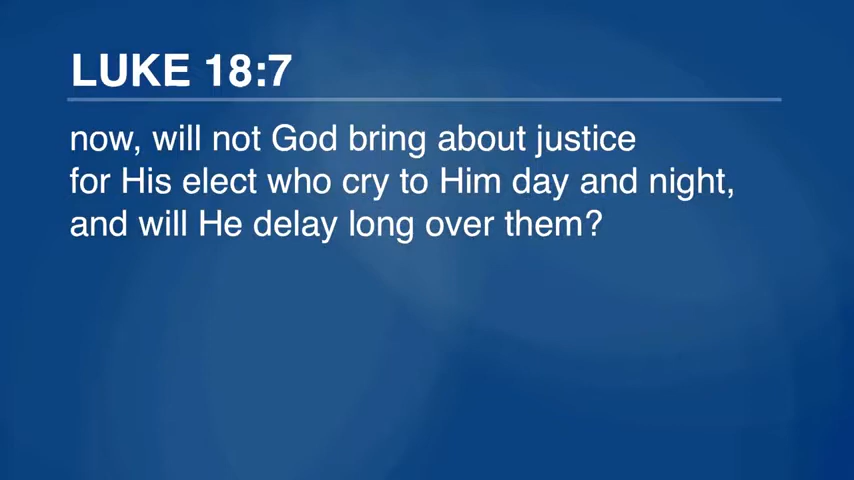 LUKE 18:7
now, will not God bring about justice
for His elect who cry to Him day and night,
and will He delay long over them?